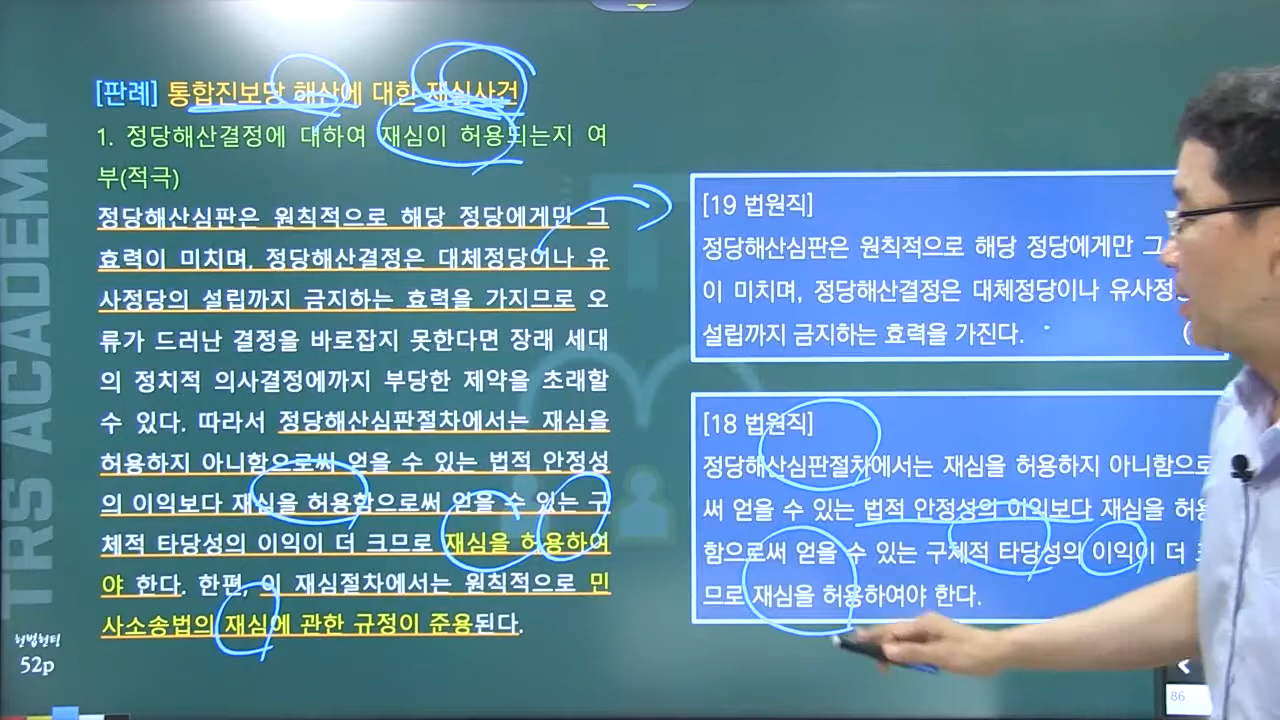 [판례] 통합진보당 해산에 대한 재심사건
1. 정당해산결정에 대하여 재심이 허용되는지 여
부(적극)
정당해산심판은 원칙적으로 해당 정당에게만 그
효력이 미치며, 정당해산결정은 대체정당이나 유
사정당의 설립까지 금지하는 효력을 가지므로 오
류가 드러난 결정을 바로잡지 못한다면 장래 세대
의 정치적 의사결정에까지 부당한 제약을 초래할
수 있다. 따라서 정당해산심판절차에서는 재심을
허용하지 아니함으로써 얻을 수 있는 법적 안정성
의 이익보다 재심을 허용함으로써 얻을 수 있는 구
체적 타당성의 이익이 더 크므로 재심을 허용하여
야 한다. 한편, 이 재심절차에서는 원칙적으로 민
사소송법의 재심에 관한 규정이 준용된다.
[19 법원직]
정당해산심판은 원칙적으로 해당 정당에게만 그
이 미치며, 정당해산결정은 대체정당이나 유사정
설립까지 금지하는 효력을 가진다. (
[18 법원직]
정당해산심판절차에서는 재심을 허용하지 아니함으로
써 얻을 수 있는 법적 안정성의 이익보다 재심을 허용
함으로써 얻을 수 있는 구체적 타당성의 이익이 더
므로 재심을 허용하여야 한다.
TRS ACADEMY
헌법헌팅
52p
86